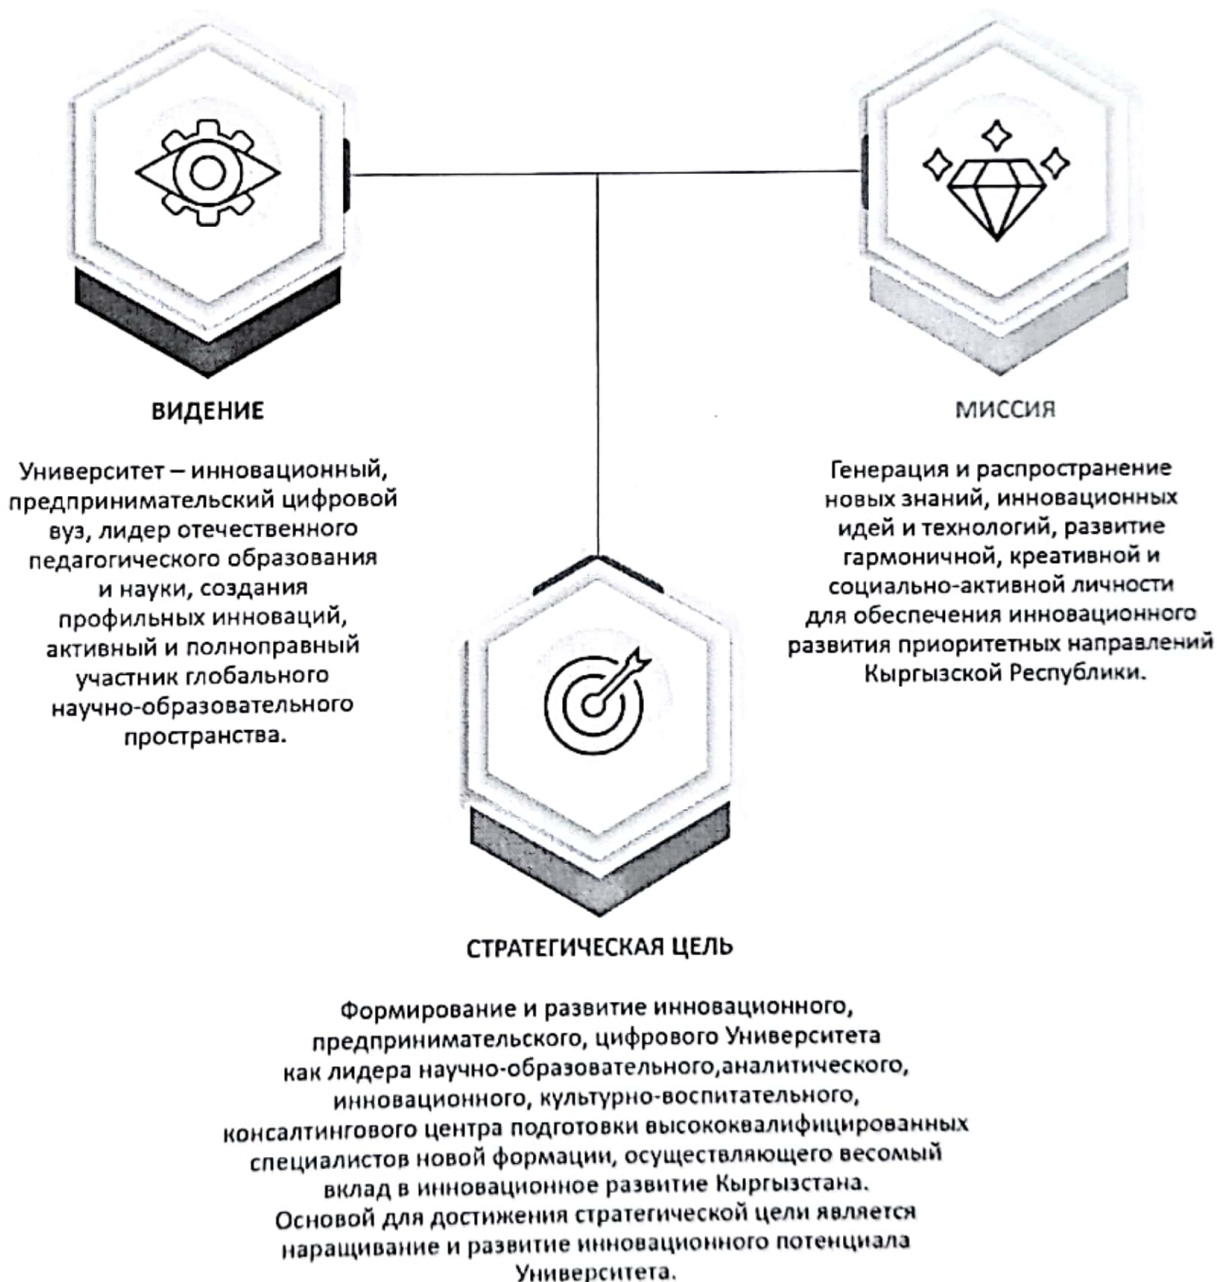 ВИДЕНИЕ
Университет – инновационный,
предпринимательский цифровой
вуз, лидер отечественного
педагогического образования
и науки, создания
профильных инноваций,
активный и полноправный
участник глобального
научно-образовательного
пространства.
МИССИЯ
Генерация и распространение
новых знаний, инновационных
идей и технологий, развитие
гармоничной, креативной и
социально-активной личности
для обеспечения инновационного
развития приоритетных направлений
Кыргызской Республики.
СТРАТЕГИЧЕСКАЯ ЦЕЛЬ
Формирование и развитие инновационного,
предпринимательского, цифрового Университета
как лидера научно-образовательного,аналитического,
инновационного, культурно-воспитательного,
консалтингового центра подготовки высококвалифицированных
специалистов новой формации, осуществляющего весомый
вклад в инновационное развитие Кыргызстана.
Основой для достижения стратегической цели является
наращивание и развитие инновационного потенциала
Университета.